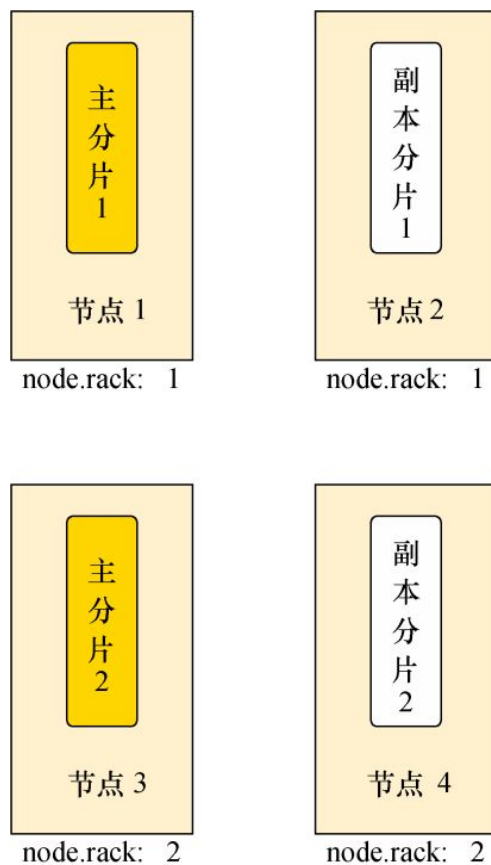 主分片1
副本分片1
节点 1
节点 2
node.rack: 1
node.rack: 1
主分片2
副本分片2
节点 3
节点 4
node.rack: 2
node.rack: 2